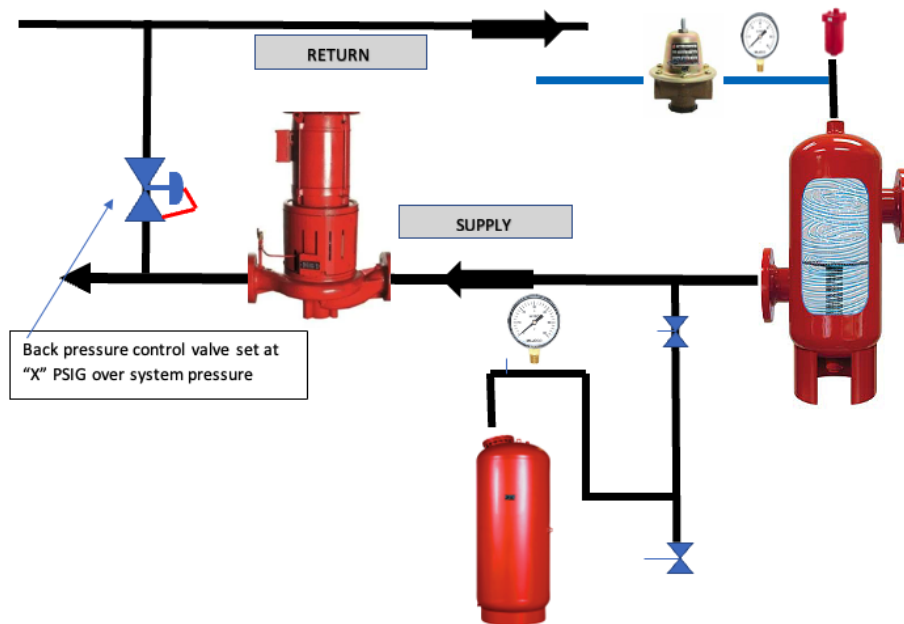 RETURN
SUPPLY
Back pressure control valve set at
“X” PSIG over system pressure